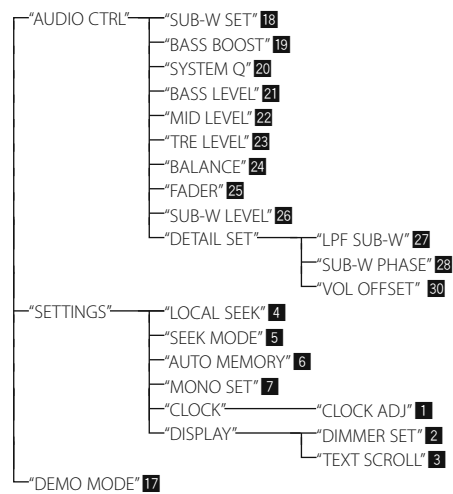 “AUDIO CTRL” “SUB-W SET” 18
“BASS BOOST” 19
“SYSTEM Q” 20
“BASS LEVEL” 21
“MID LEVEL” 22
“TRE LEVEL” 23
“BALANCE” 24
“FADER” 25
“SUB-W LEVEL” 26
“DETAIL SET” “LPF SUB-W” 27
“SUB-W PHASE” 28
“VOL OFFSET” 30
“SETTINGS” “LOCAL SEEK” 4
“SEEK MODE” 5
“AUTO MEMORY” 6
“MONO SET” 7
“CLOCK” “CLOCK ADJ” 1
“DISPLAY” “DIMMER SET” 2
“TEXT SCROLL” 3
“DEMO MODE” 17